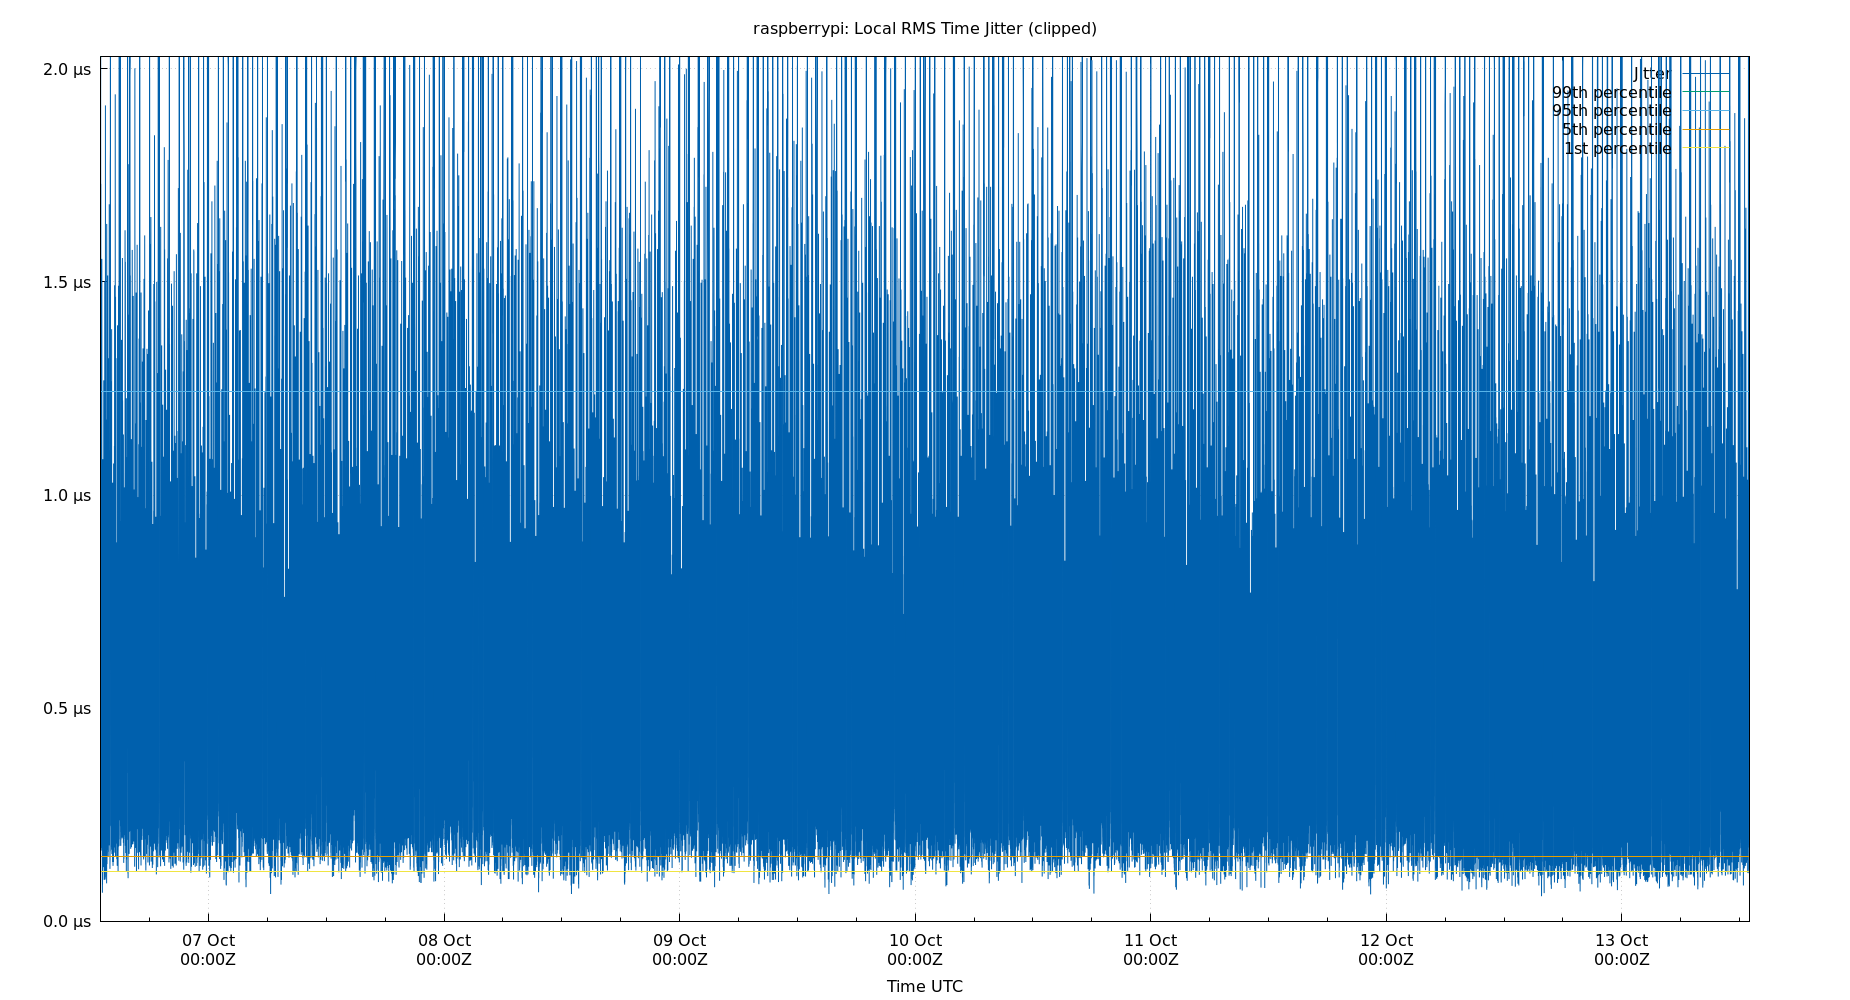 raspberrypi: Local RMS Time Jitter (clipped)
2.0 µs
1.5 µs
1.0 µs
0.5 µs
0.0 µs
Jitter
99th percentile
95th percentile
5th percentile
1st percentile
07 Oct
00:00Z
08 Oct
00:00Z
09 Oct
00:00Z
10 Oct
00:00Z
11 Oct
00:00Z
12 Oct
00:00Z
13 Oct
00:00Z
Time UTC